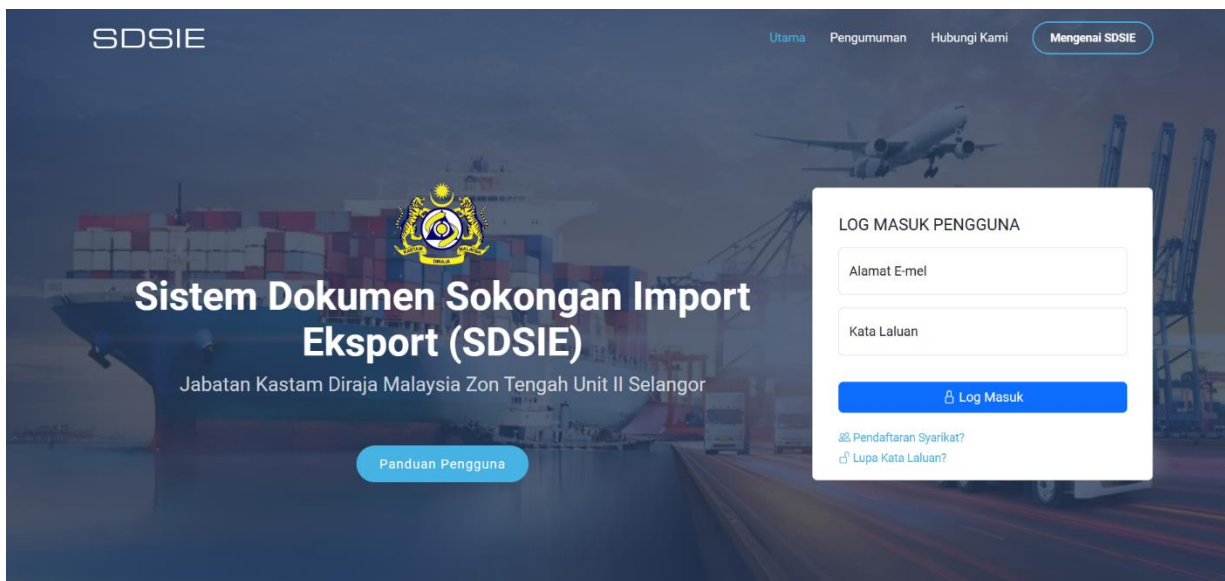 SDSIE
Utama
Pengumuman
Hubungi Kami
Mengenai SDSIE
Sistem Dokumen Sokongan Import
Eksport (SDSIE)
Jabatan Kastam Diraja Malaysia Zon Tengah Unit II Selangor
Panduan Pengguna
LOG MASUK PENGGUNA
Alamat E-mel
Kata Laluan
Log Masuk
Pendaftaran Syarikat?
Lupa Kata Laluan?